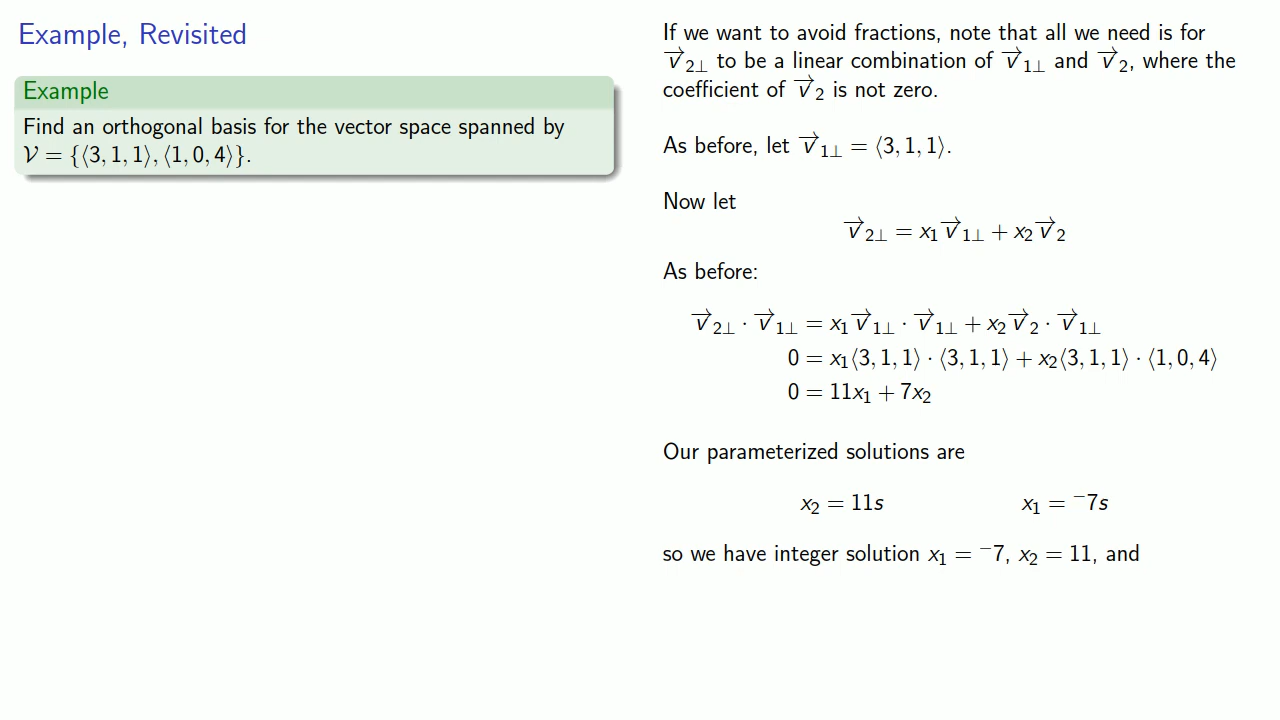 Example, Revisited
Example
Find an orthogonal basis for the vector space spanned by
𝒱 = {⟨3, 1, 1⟩, ⟨1, 0, 4⟩}.
If we want to avoid fractions, note that all we need is for
v⃗₂⊥ to be a linear combination of v⃗₁⊥ and v⃗₂, where the
coefficient of v⃗₂ is not zero.
As before, let v⃗₁⊥ = ⟨3, 1, 1⟩.
Now let
v⃗₂⊥ = x₁v⃗₁⊥ + x₂v⃗₂
As before:
v⃗₂⊥ · v⃗₁⊥ = x₁v⃗₁⊥ · v⃗₁⊥ + x₂v⃗₂ · v⃗₁⊥
0 = x₁⟨3, 1, 1⟩ · ⟨3, 1, 1⟩ + x₂⟨3, 1, 1⟩ · ⟨1, 0, 4⟩
0 = 11x₁ + 7x₂
Our parameterized solutions are
x₂ = 11s x₁ = ⁻7s
so we have integer solution x₁ = ⁻7, x₂ = 11, and